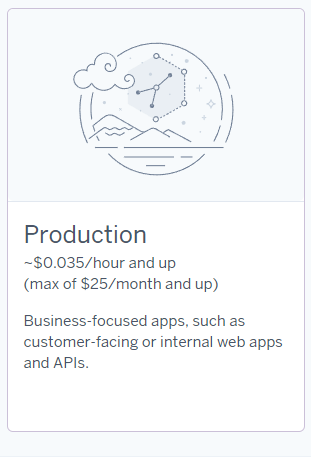 Production
~$0.035/hour and up
(max of $25/month and up)
Business-focused apps, such as
customer-facing or internal web apps
and APIs.